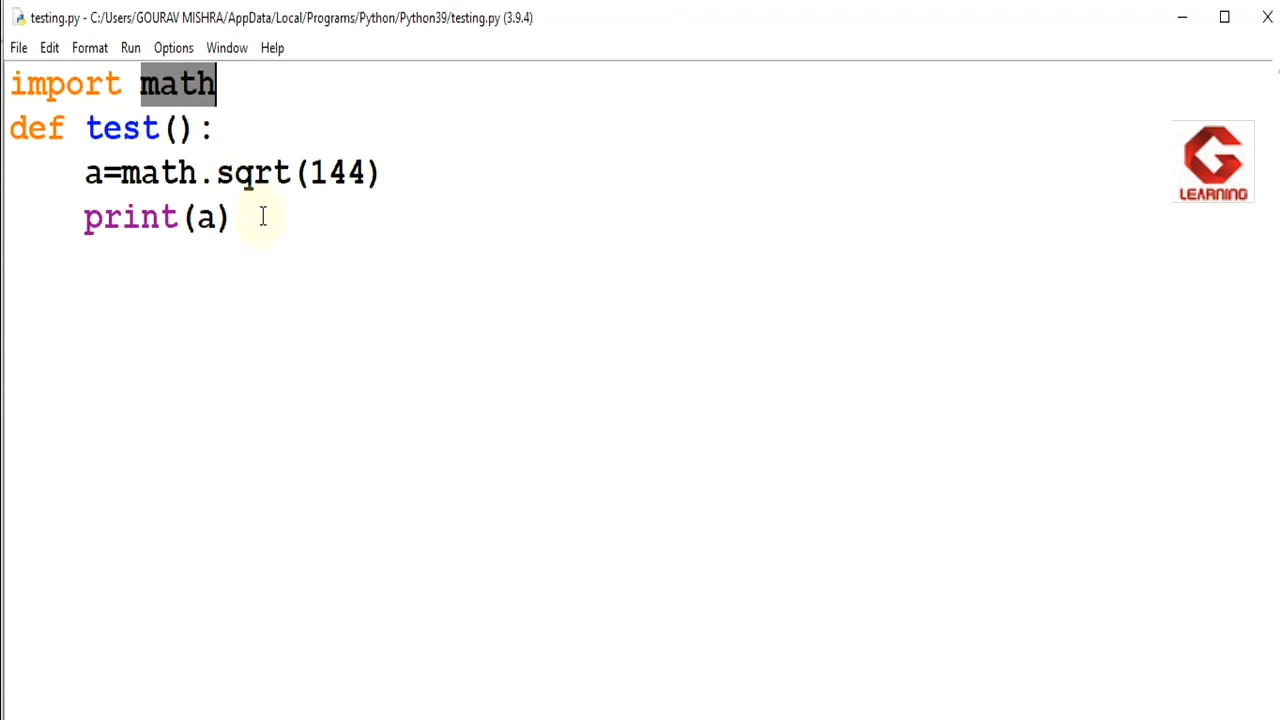 testing.py - C:/Users/GOURAV MISHRA/AppData/Local/Programs/Python/Python39/testing.py (3.9.4)
File Edit Format Run Options Window Help
import math
def test():
    a=math.sqrt(144)
    print(a)
LEARNING